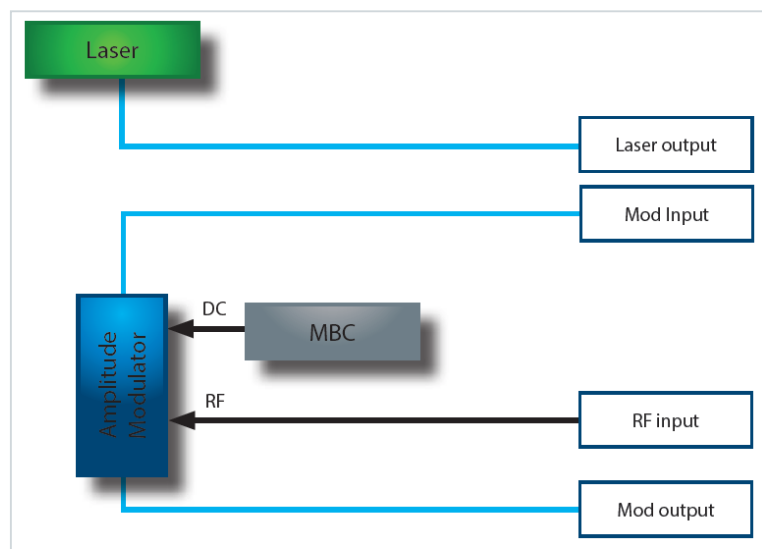 Laser
Laser output
Mod Input
DC
MBC
Amplitude
Modulator
RF
RF input
Mod output